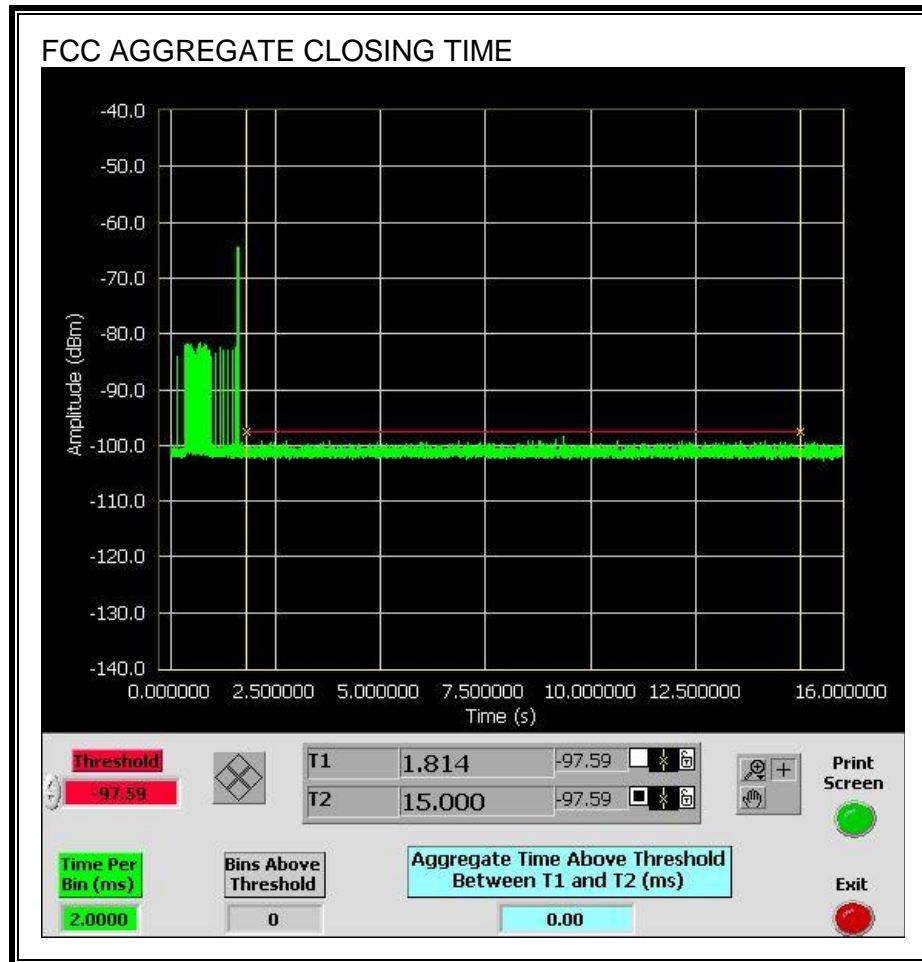 FCC AGGREGATE CLOSING TIME
-40.0
-50.0
-60.0
-70.0
-80.0
-90.0
-100.0
-110.0
-120.0
-130.0
-140.0
Amplitude (dBm)
0.000000 2.500000 5.000000 7.500000 10.000000 12.500000 16.000000
Time (s)
Threshold
-97.59
T1 1.814 -97.59
T2 15.000 -97.59
Print
Screen
Time Per
Bin (ms)
2.0000
Bins Above
Threshold
0
Aggregate Time Above Threshold
Between T1 and T2 (ms)
0.00
Exit